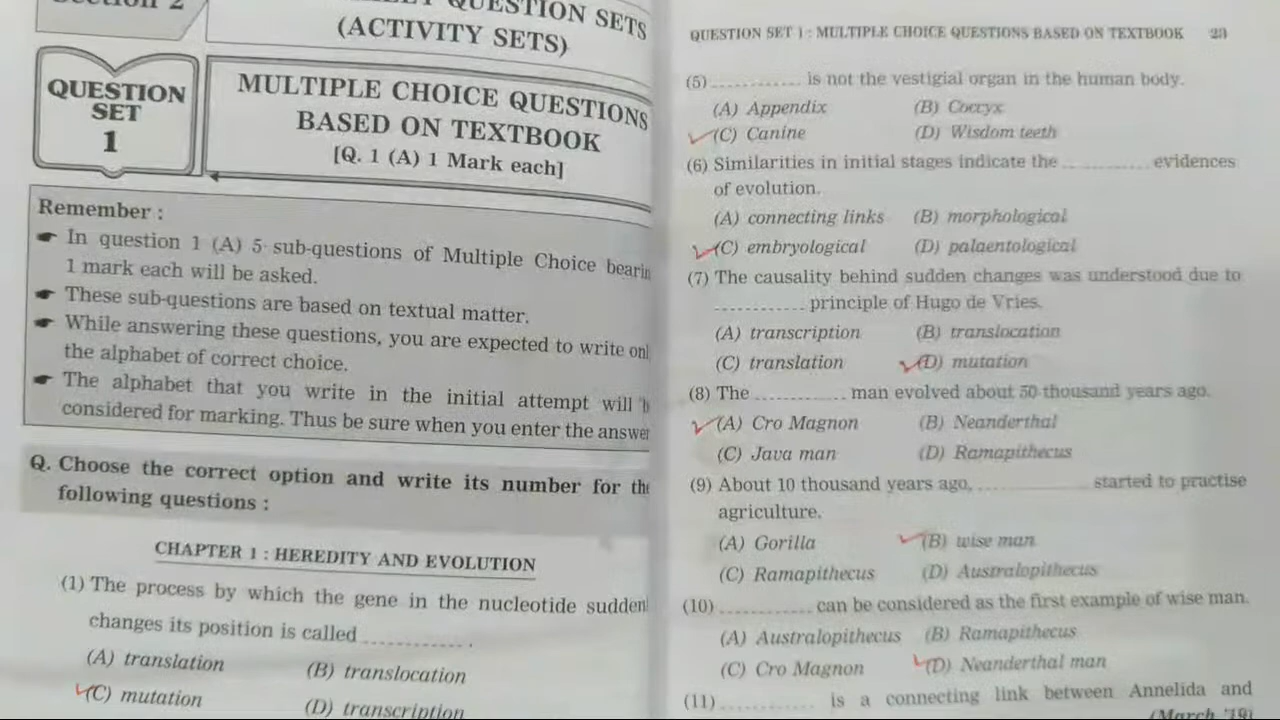 QUESTION SETS
(ACTIVITY SETS)
QUESTION
SET
1
MULTIPLE CHOICE QUESTIONS
BASED ON TEXTBOOK
[Q. 1 (A) 1 Mark each]
Remember :
In question 1 (A) 5 sub-questions of Multiple Choice
1 mark each will be asked.
These sub-questions are based on textual matter.
While answering these questions, you are expected to write
the alphabet of correct choice.
The alphabet that you write in the initial attempt will
considered for marking. Thus be sure when you enter the answer
Q. Choose the correct option and write its number for the
following questions :
CHAPTER 1 : HEREDITY AND EVOLUTION
(1) The process by which the gene in the nucleotide
changes its position is called ............ .
(A) translation (B) translocation
(C) mutation (D) transcription
QUESTION SET 1 : MULTIPLE CHOICE QUESTIONS BASED ON TEXTBOOK 23
(5) ............ is not the vestigial organ in the human body.
(A) Appendix (B) Coccyx
(C) Canine (D) Wisdom teeth
(6) Similarities in initial stages indicate the ............ evidences
of evolution.
(A) connecting links (B) morphological
(C) embryological (D) palaentological
(7) The causality behind sudden changes was understood due to
............ principle of Hugo de Vries.
(A) transcription (B) translocation
(C) translation (D) mutation
(8) The ............ man evolved about 50 thousand years ago.
(A) Cro Magnon (B) Neanderthal
(C) Java man (D) Ramapithecus
(9) About 10 thousand years ago, ............ started to practise
agriculture.
(A) Gorilla (B) wise man
(C) Ramapithecus (D) Australopithecus
(10) ............ can be considered as the first example of wise man.
(A) Australopithecus (B) Ramapithecus
(C) Cro Magnon (D) Neanderthal man
(11) ............ is a connecting link between Annelida and
(March '19)